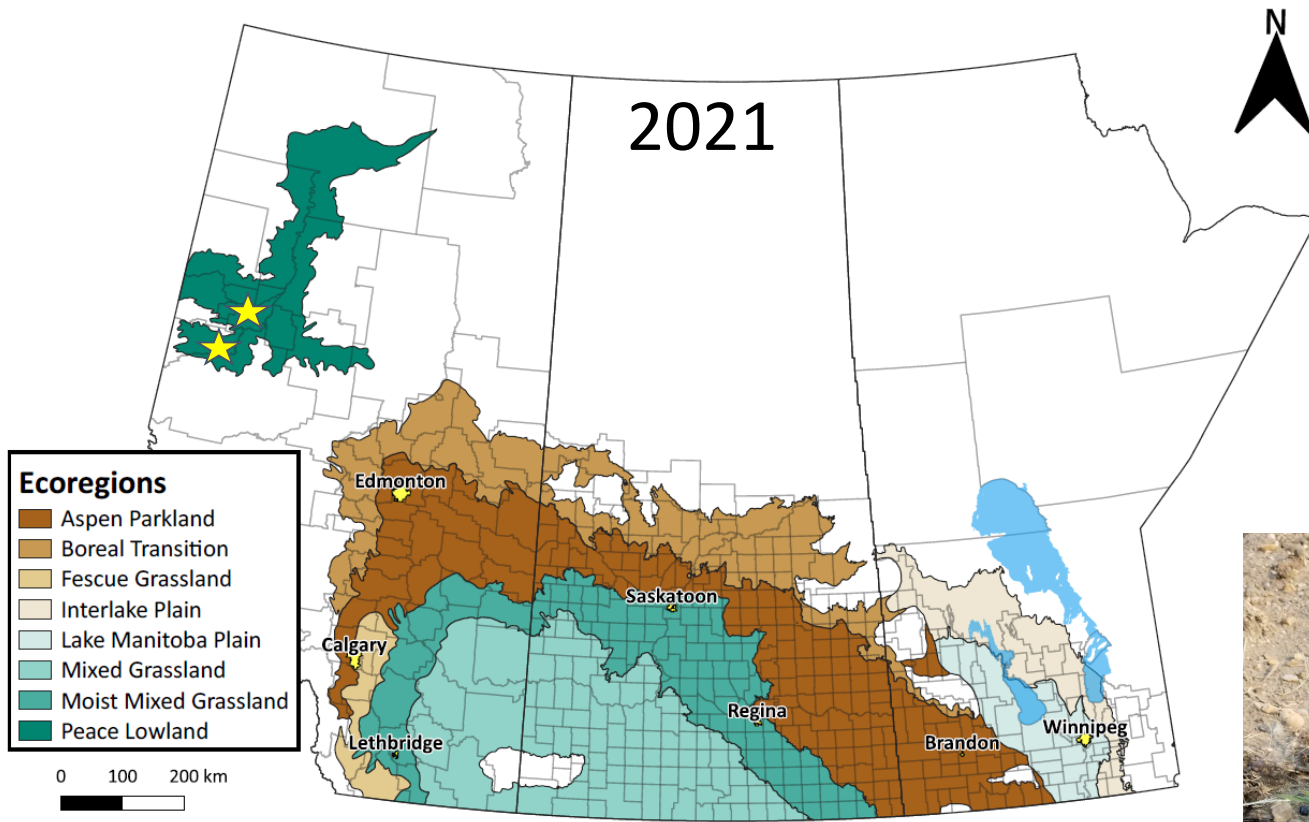 N
2021
Edmonton
Saskatoon
Calgary
Regina
Lethbridge
Brandon
Winnipeg
Ecoregions
Aspen Parkland
Boreal Transition
Fescue Grassland
Interlake Plain
Lake Manitoba Plain
Mixed Grassland
Moist Mixed Grassland
Peace Lowland
0 100 200 km